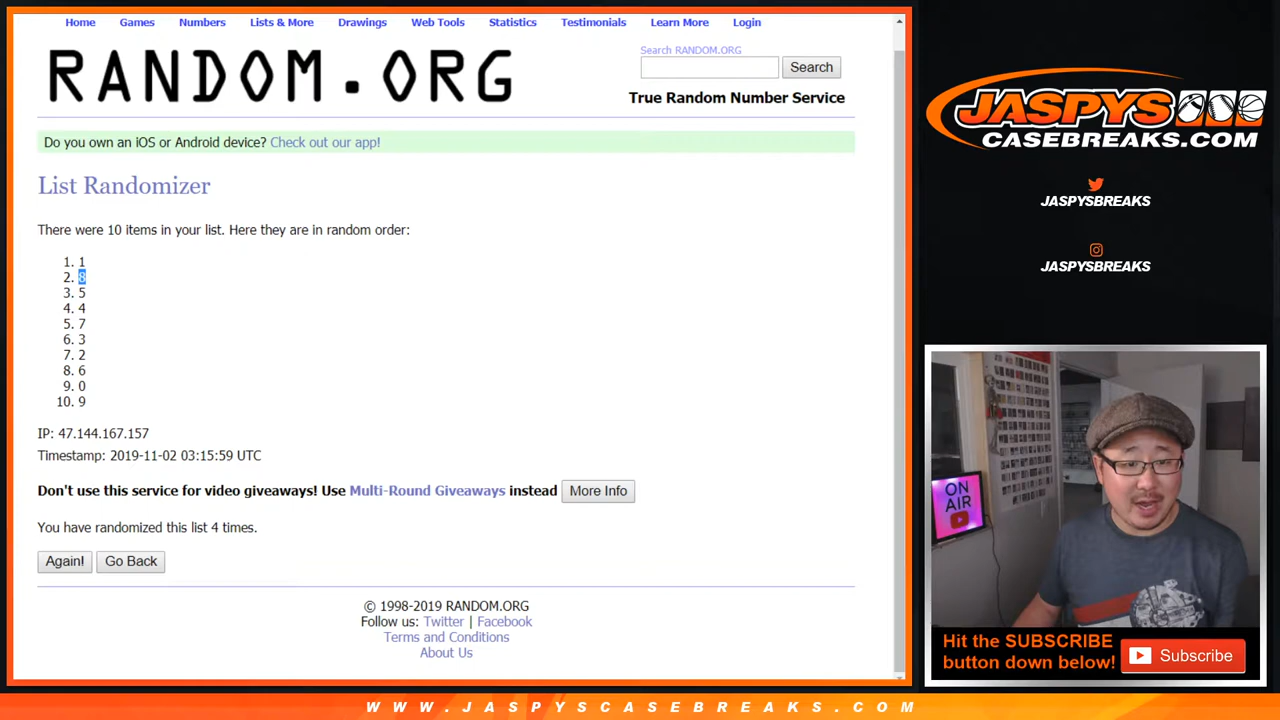 Home Games Numbers Lists & More Drawings Web Tools Statistics Testimonials Learn More Login
RANDOM.ORG
Search RANDOM.ORG
Search
True Random Number Service
Do you own an iOS or Android device? Check out our app!
List Randomizer
There were 10 items in your list. Here they are in random order:
1. 1
2. 8
3. 5
4. 4
5. 7
6. 3
7. 2
8. 6
9. 0
10. 9
IP: 47.144.167.157
Timestamp: 2019-11-02 03:15:59 UTC
Don't use this service for video giveaways! Use Multi-Round Giveaways instead More Info
You have randomized this list 4 times.
Again! Go Back
© 1998-2019 RANDOM.ORG
Follow us: Twitter | Facebook
Terms and Conditions
About Us
JASPYS
CASEBREAKS.COM
JASPYSBREAKS
JASPYSBREAKS
ON
AIR
Hit the SUBSCRIBE
button down below!
Subscribe
WWW.JASPYSCASEBREAKS.COM